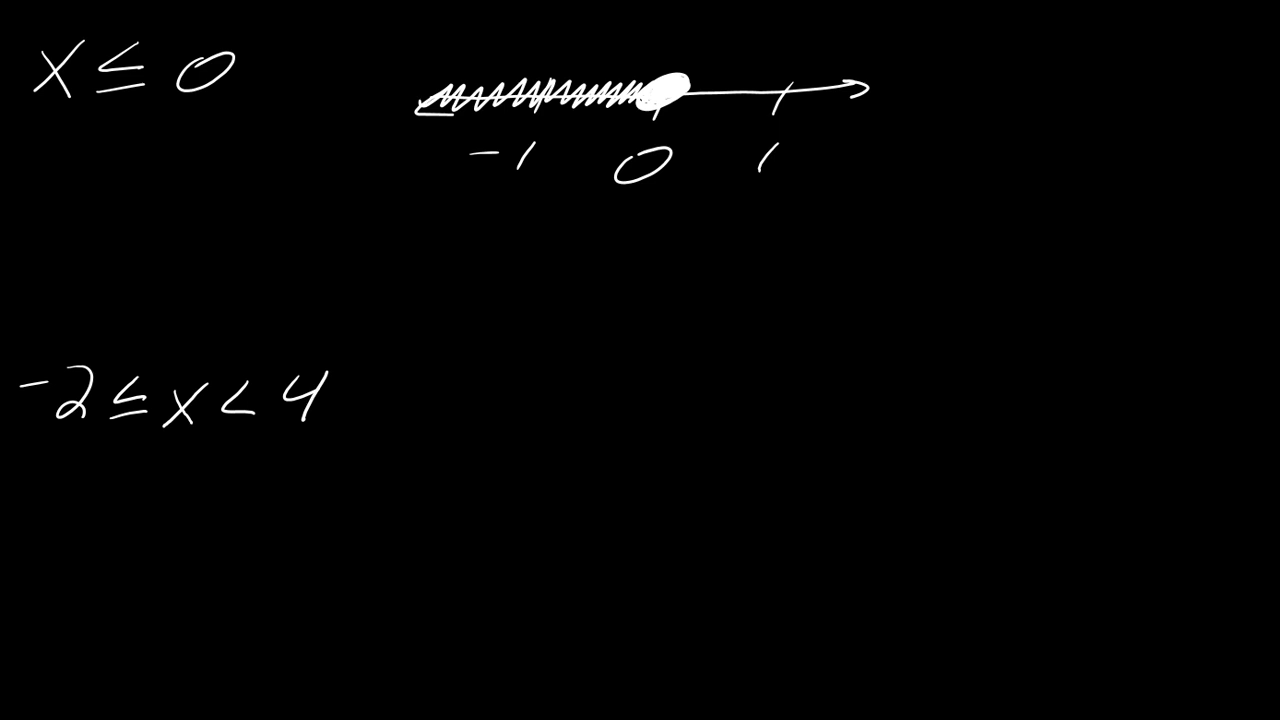 x ≤ 0
-1 0 1
-2 ≤ x < 4